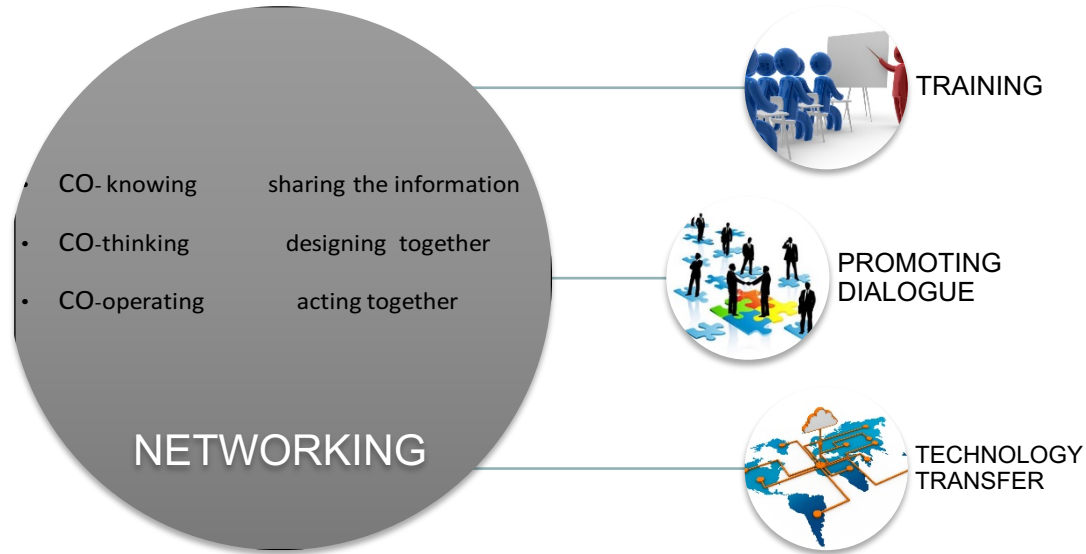 • CO- knowing sharing the information
• CO-thinking designing together
• CO-operating acting together
NETWORKING
TRAINING
PROMOTING
DIALOGUE
TECHNOLOGY
TRANSFER